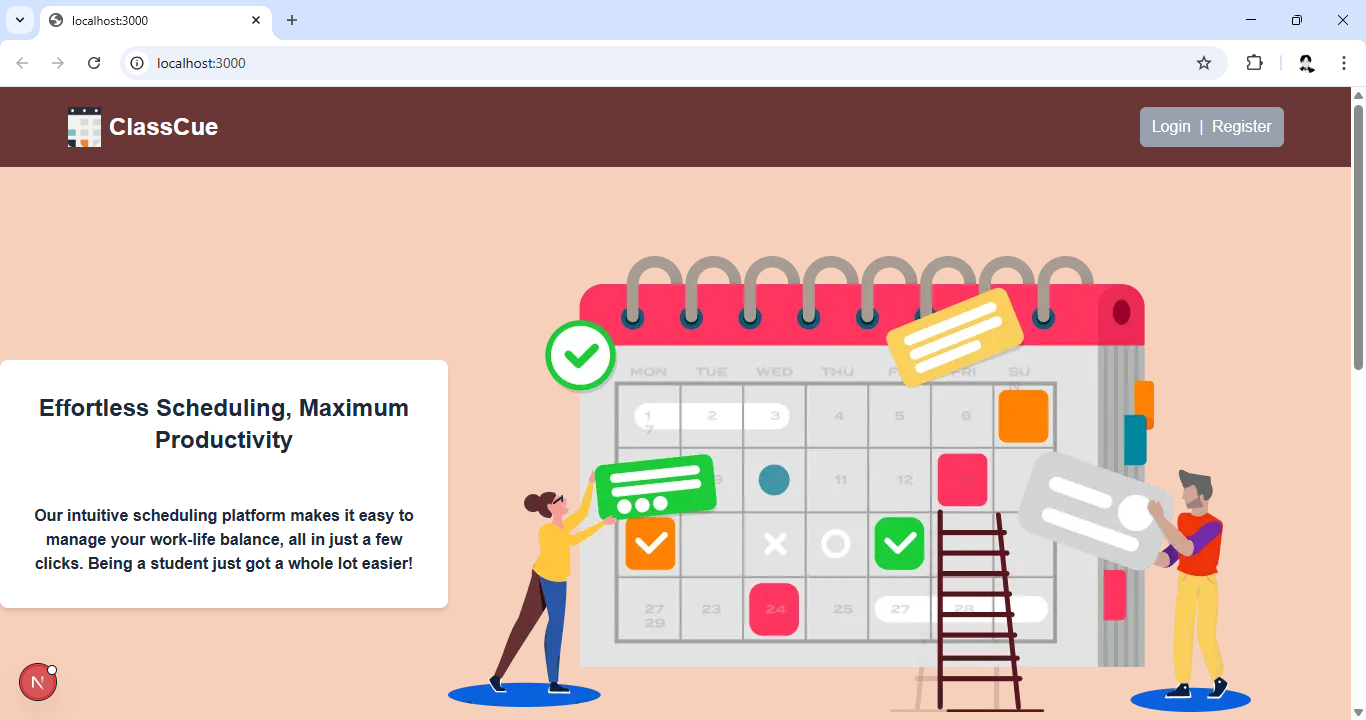 localhost:3000
localhost:3000
ClassCue
Login | Register
Effortless Scheduling, Maximum
Productivity
Our intuitive scheduling platform makes it easy to
manage your work-life balance, all in just a few
clicks. Being a student just got a whole lot easier!
MON TUE WED THU FRI SU
N
1 2 3 4 5 6
7
9 11 12
24
27 23 25 27 28
29
N